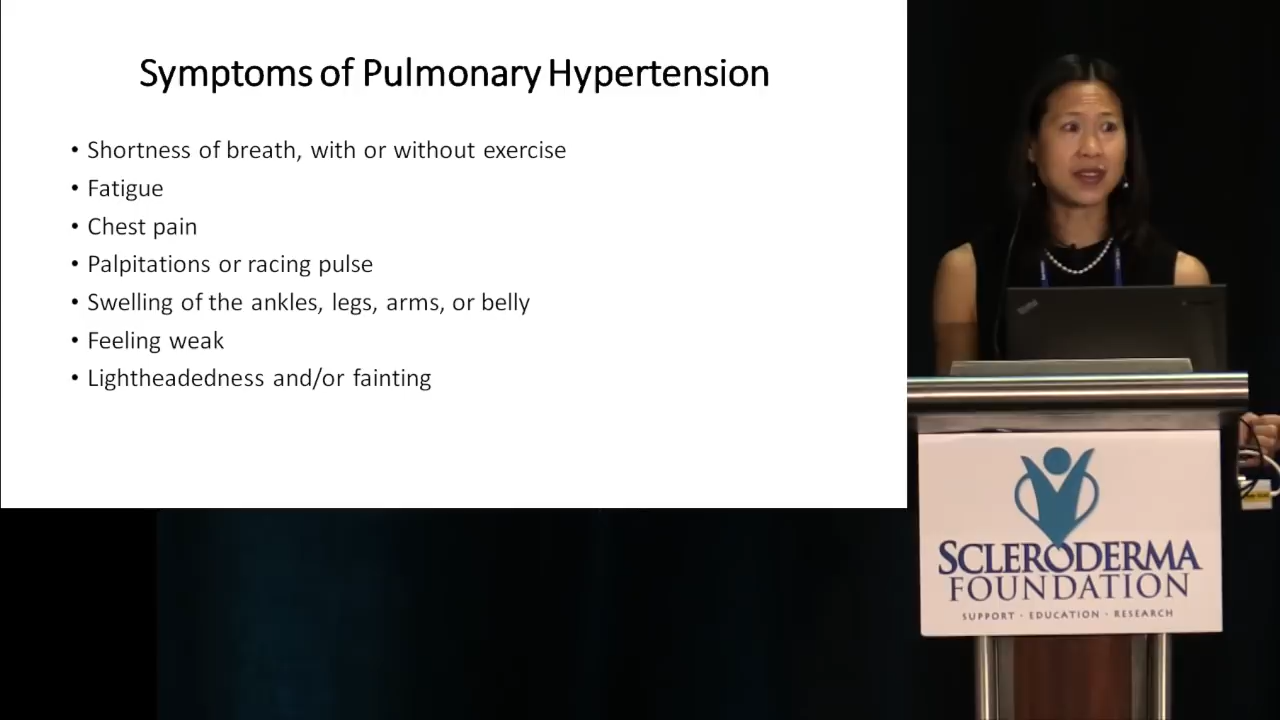 Symptoms of Pulmonary Hypertension
• Shortness of breath, with or without exercise
• Fatigue
• Chest pain
• Palpitations or racing pulse
• Swelling of the ankles, legs, arms, or belly
• Feeling weak
• Lightheadedness and/or fainting
ThinkPad
SCLERODERMA
FOUNDATION
SUPPORT · EDUCATION · RESEARCH